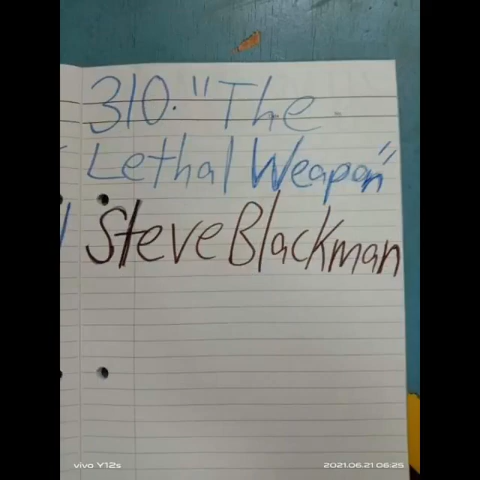 310. "The
Lethal Weapon"
Steve Blackman
vivo Y12s
2021.06.21 06:25